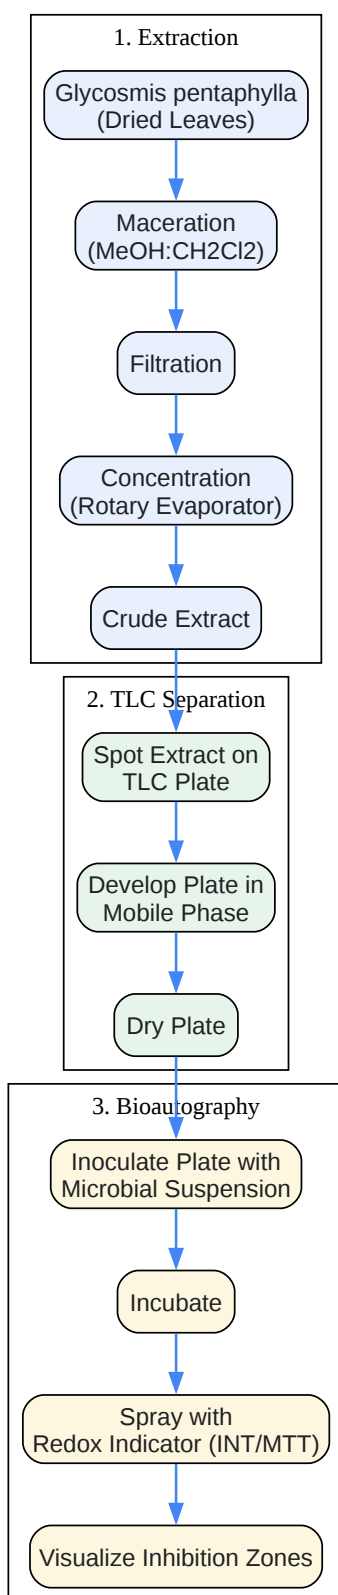 1. Extraction
Glycosmis pentaphylla
(Dried Leaves)
Maceration
(MeOH:CH2Cl2)
Filtration
Concentration
(Rotary Evaporator)
Crude Extract
2. TLC Separation
Spot Extract on
TLC Plate
Develop Plate in
Mobile Phase
Dry Plate
3. Bioautography
Inoculate Plate with
Microbial Suspension
Incubate
Spray with
Redox Indicator (INT/MTT)
Visualize Inhibition Zones